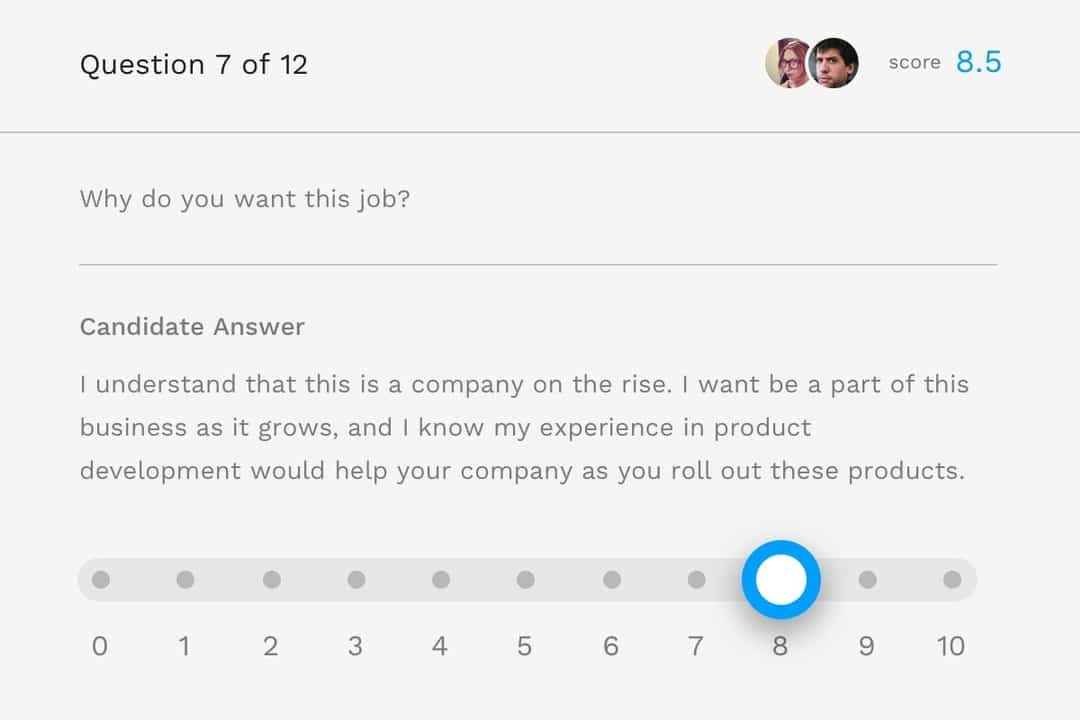 Question 7 of 12
score 8.5
Why do you want this job?
Candidate Answer
I understand that this is a company on the rise. I want be a part of this
business as it grows, and I know my experience in product
development would help your company as you roll out these products.
0 1 2 3 4 5 6 7 8 9 10